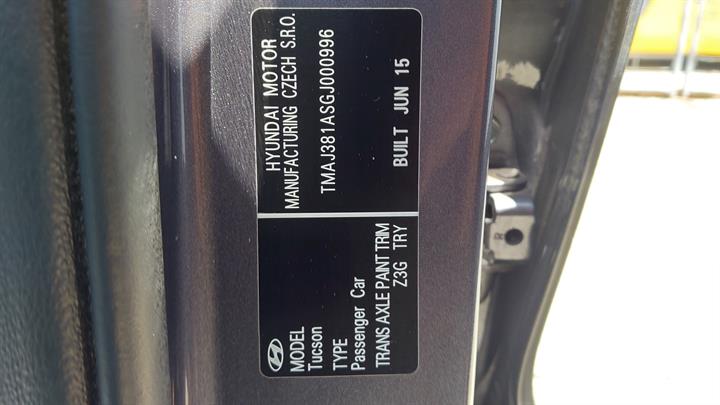 HYUNDAI MOTOR
MANUFACTURING CZECH S.R.O.
TMAJ381ASGJ000996
BUILT JUN 15
MODEL
Tucson
TYPE
Passenger Car
TRANS AXLE PAINT TRIM
Z3G TRY